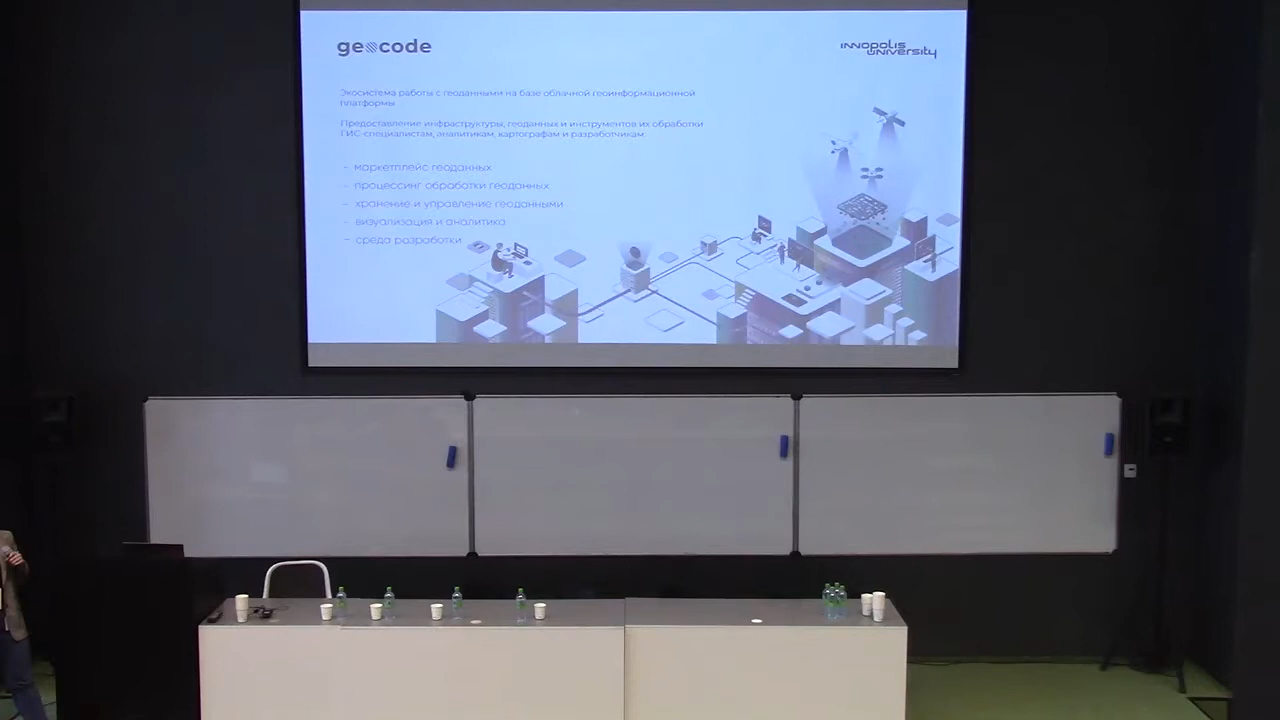 geocode
INNOPOLIS
UNIVERSITY
Экосистема работы с геоданными на базе облачной геоинформационной
платформы
Предоставление инфраструктуры, геоданных и инструментов их обработки
ГИС-специалистам, аналитикам, картографам и разработчикам
- маркетплейс геоданных
- процессинг обработки геоданных
- хранение и управление геоданными
- визуализация и аналитика
- среда разработки